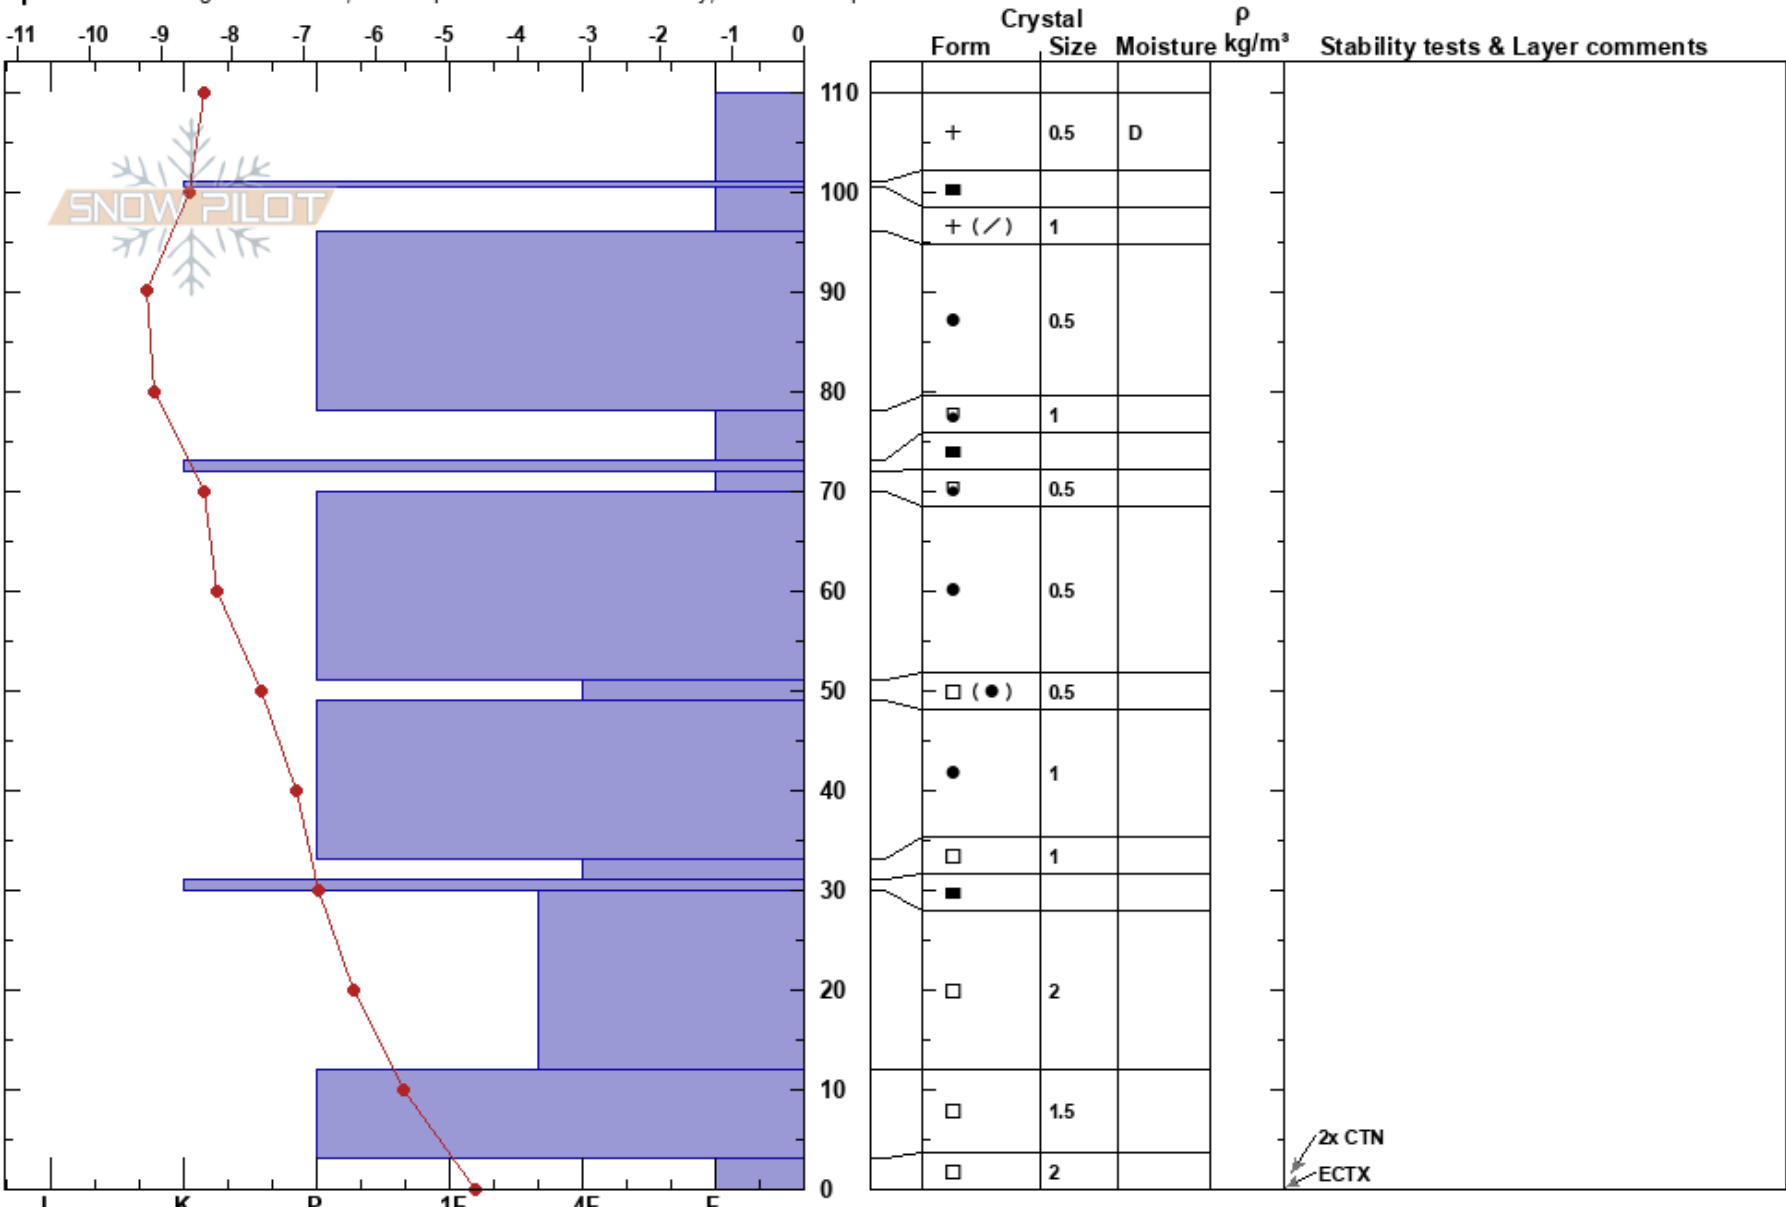 Crystal ρ
Form Size Moisture kg/m³ Stability tests & Layer comments
-11 -10 -9 -8 -7 -6 -5 -4 -3 -2 -1 0
110
+ 0.5 D
SNOW PILOT
100
+ (/) 1
90
0.5
80
1
70
0.5
60
0.5
50
(●) 0.5
40
1
1
30
20
2
10
1.5
2x CTN
2
ECTX
0
I K P 1F 4F F